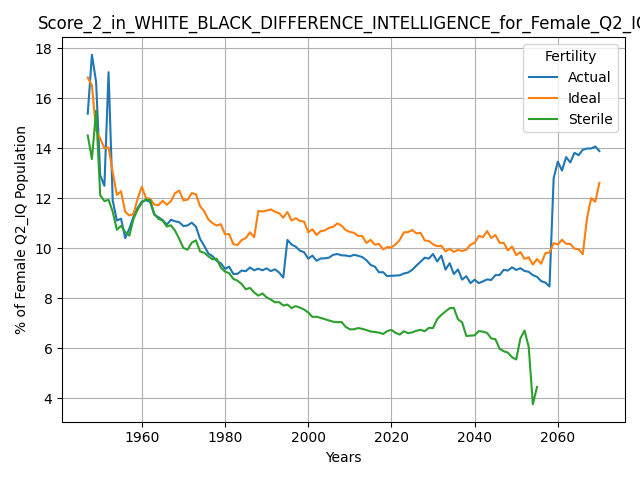 Score_2_in_WHITE_BLACK_DIFFERENCE_INTELLIGENCE_for_Female_Q2_IQ
18
16
14
12
10
8
6
4
% of Female Q2_IQ Population
Fertility
Actual
Ideal
Sterile
1960 1980 2000 2020 2040 2060
Years